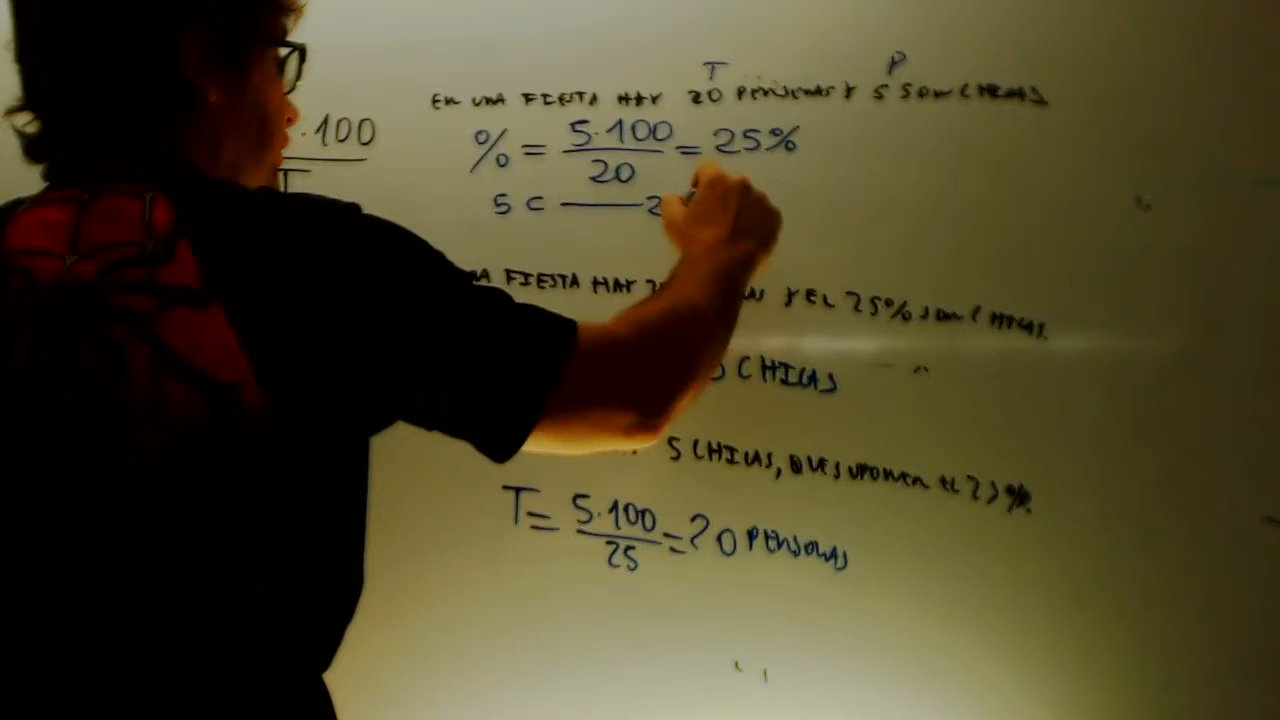 T P
EN UNA FIESTA HAY 20 PERSONAS Y 5 SON CHICAS
.100
T
% = 5.100 / 20 = 25%
5 C — 2
FIESTA HAY Y EL 25% SON CHICAS.
CHICAS
5 CHICAS, QUE SUPONEN EL 25%.
T = 5.100 / 25 = 20 PERSONAS